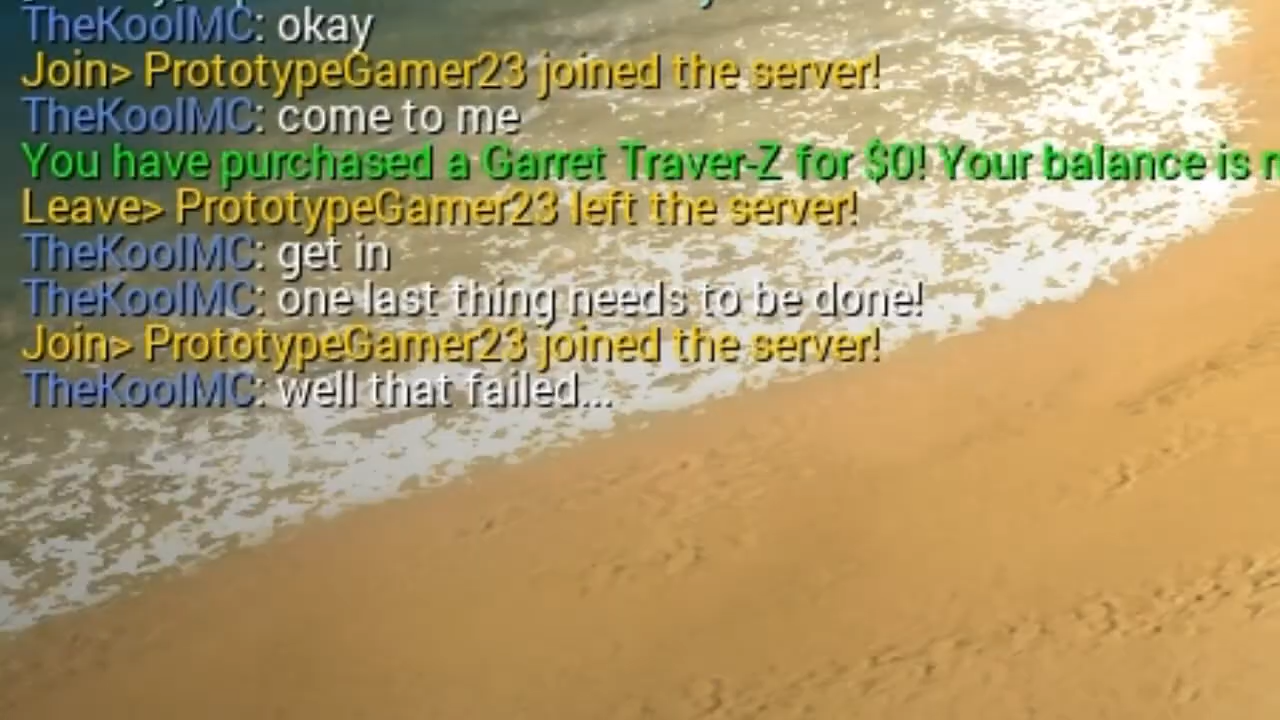 TheKoolMC: okay
Join> PrototypeGamer23 joined the server!
TheKoolMC: come to me
You have purchased a Garret Traver-Z for $0! Your balance is
Leave> PrototypeGamer23 left the server!
TheKoolMC: get in
TheKoolMC: one last thing needs to be done!
Join> PrototypeGamer23 joined the server!
TheKoolMC: well that failed...